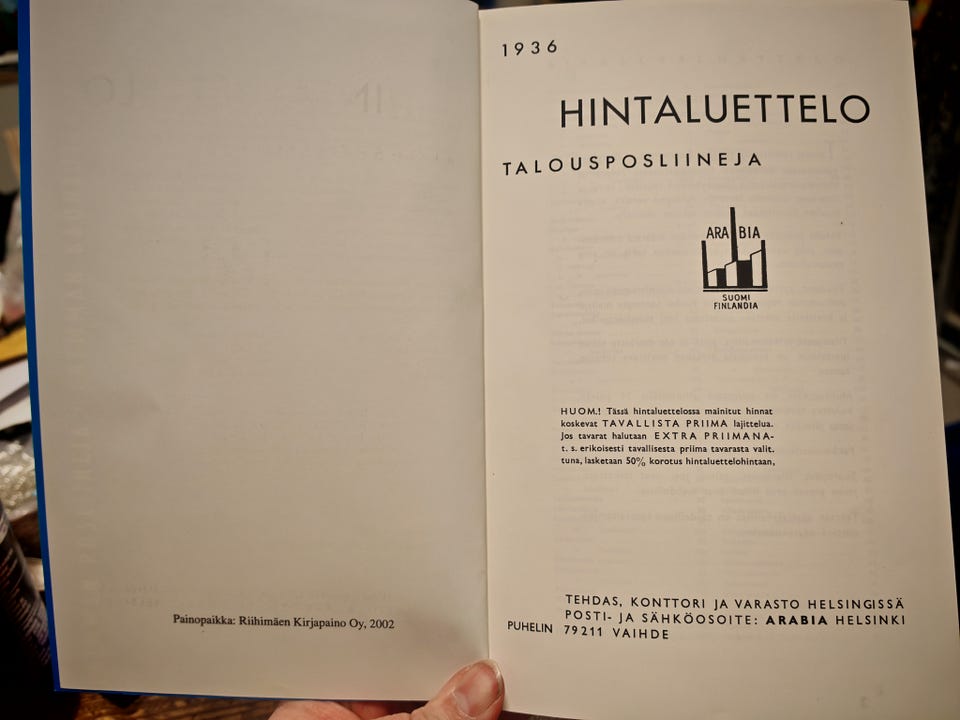 Painopaikka: Riihimäen Kirjapaino Oy, 2002
1936
HINTALUETTELO
TALOUSPOSLIINEJA
ARABIA
SUOMI
FINLANDIA
HUOM.! Tässä hintaluettelossa mainitut hinnat
koskevat TAVALLISTA PRIIMA lajittelua.
Jos tavarat halutaan EXTRA PRIIMANA-
t. s. erikoisesti tavallisesta priima tavarasta valit.
tuna, lasketaan 50% korotus hintaluettelohintaan,
TEHDAS, KONTTORI JA VARASTO HELSINGISSÄ
POSTI- JA SÄHKÖOSOITE: ARABIA HELSINKI
PUHELIN 79211 VAIHDE